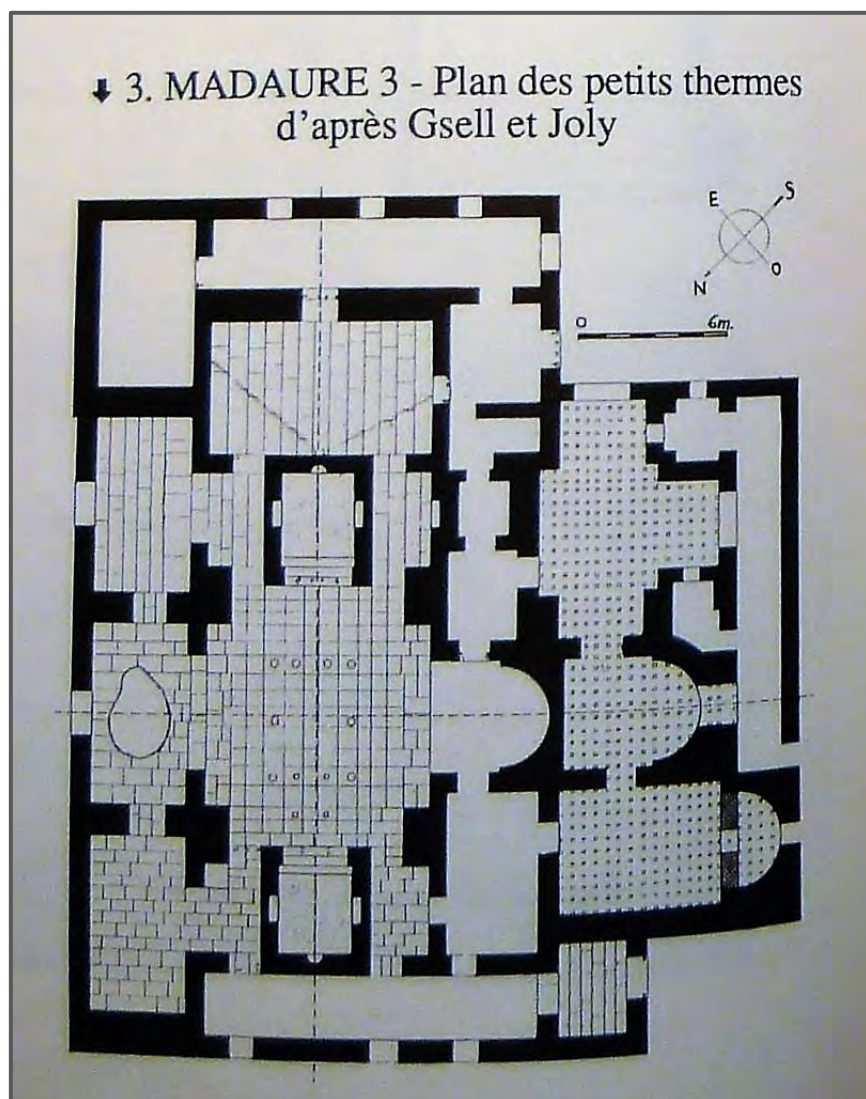 ↓ 3. MADAURE 3 - Plan des petits thermes
d’après Gsell et Joly
E S
N O
0 6m.